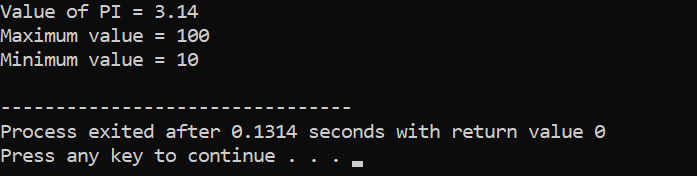 Value of PI = 3.14
Maximum value = 100
Minimum value = 10
--------------------------------
Process exited after 0.1314 seconds with return value 0
Press any key to continue . . .